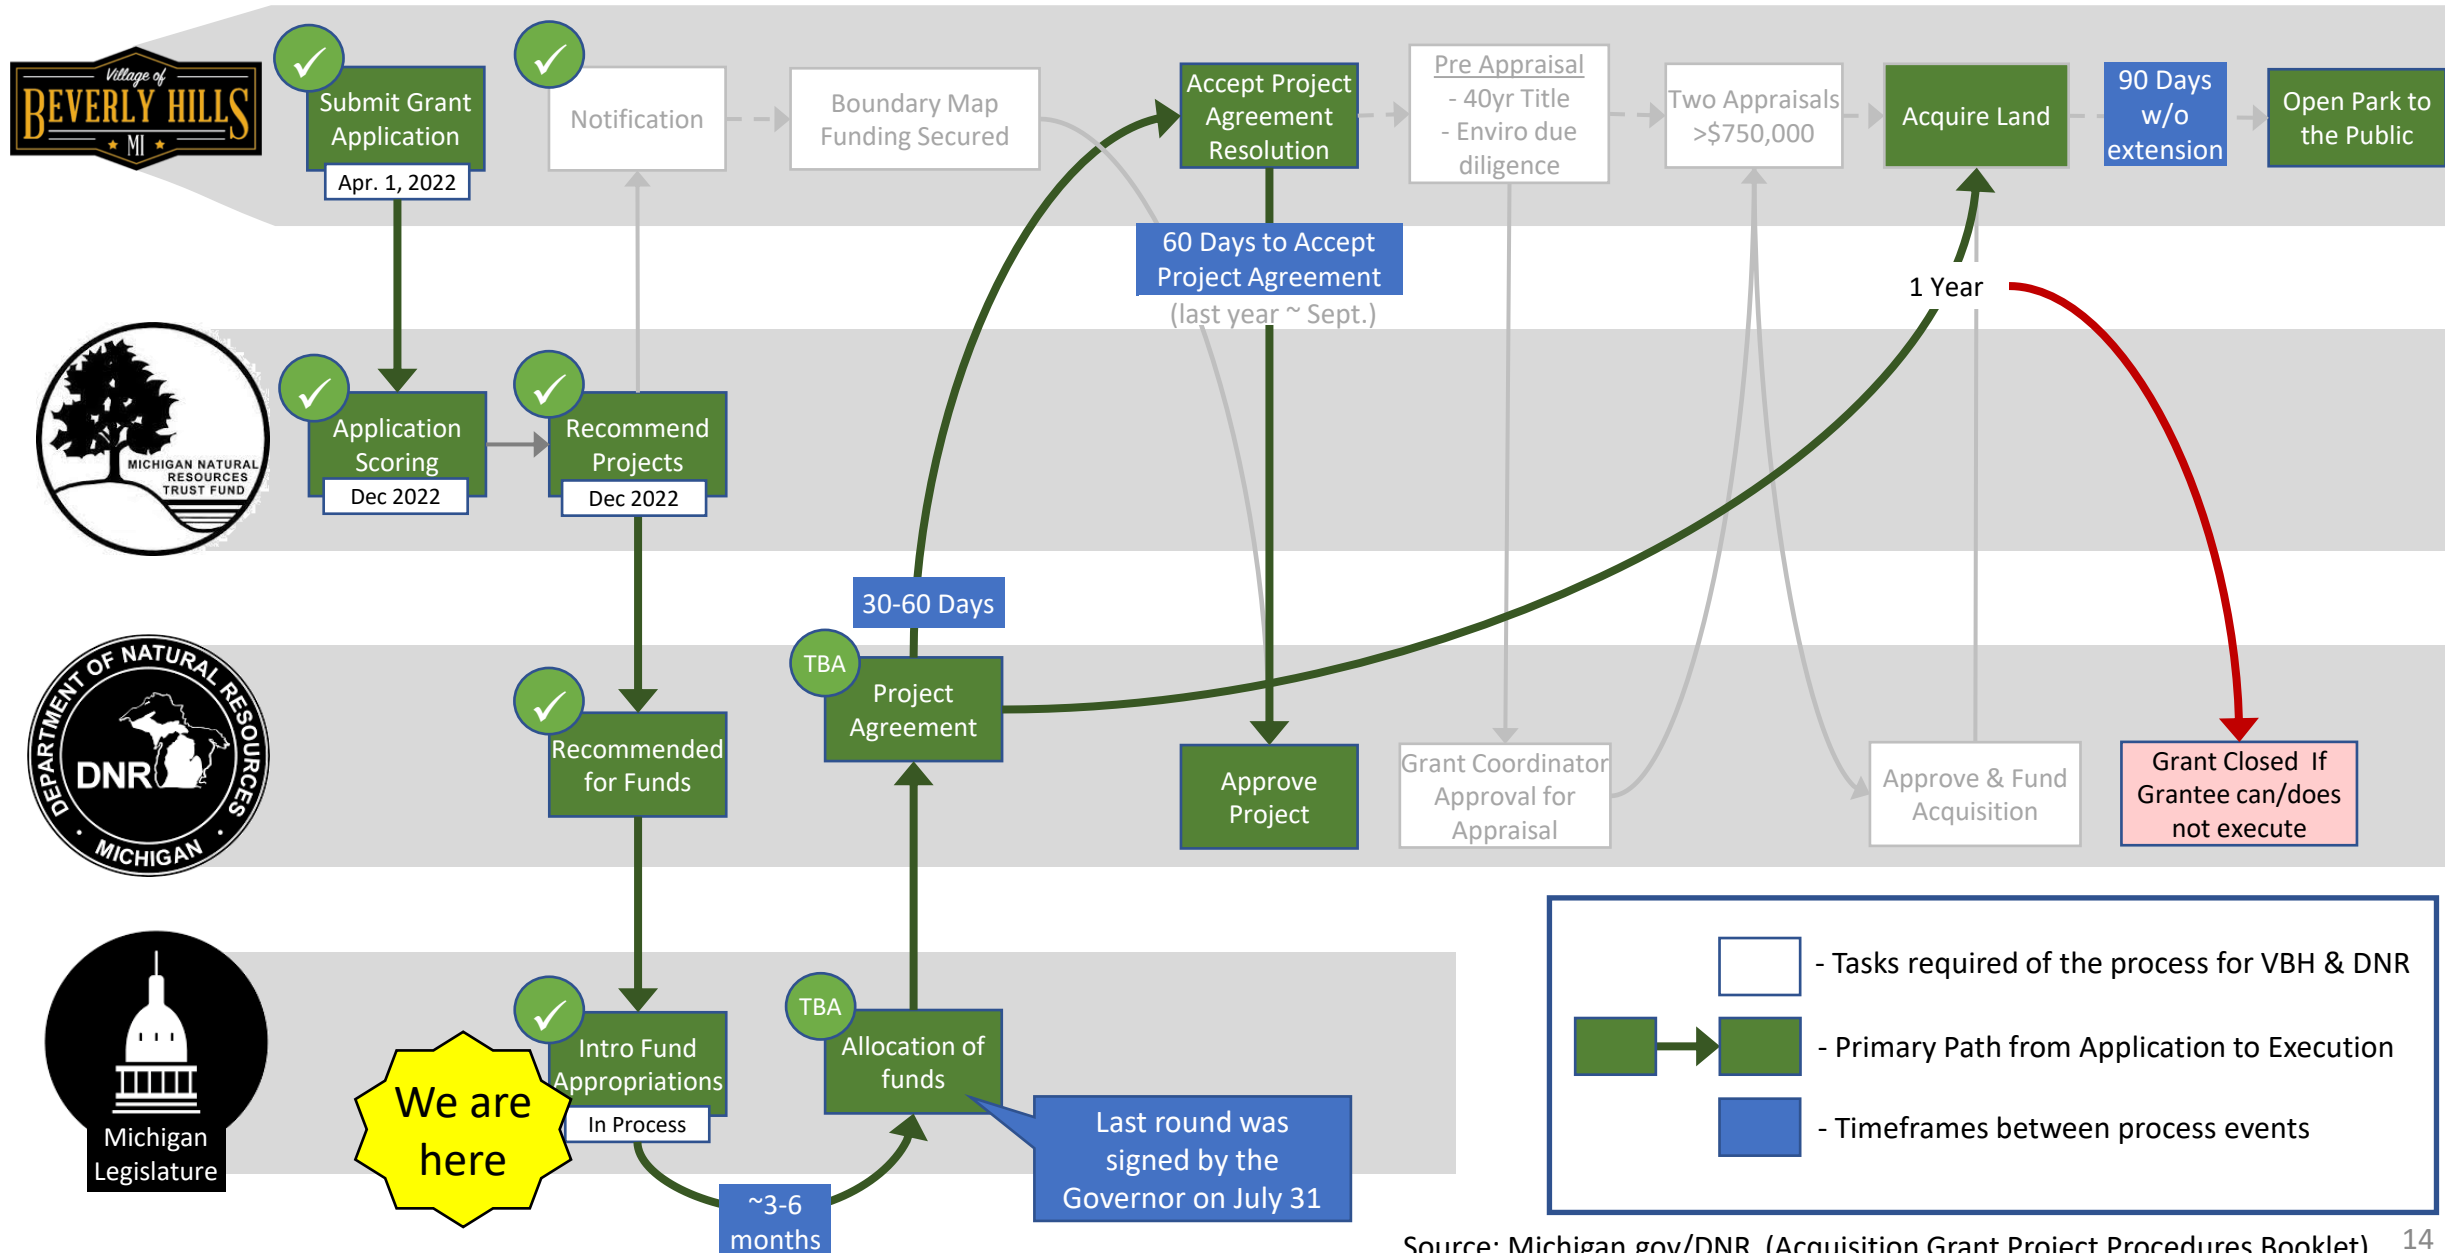 Village of
BEVERLY HILLS
MI
Submit Grant
Application
Apr. 1, 2022
Notification
Boundary Map
Funding Secured
Accept Project
Agreement
Resolution
Pre Appraisal
- 40yr Title
- Enviro due
diligence
Two Appraisals
>$750,000
Acquire Land
90 Days
w/o
extension
Open Park to
the Public
60 Days to Accept
Project Agreement
(last year ~ Sept.)
1 Year
MICHIGAN NATURAL
RESOURCES
TRUST FUND
Application
Scoring
Dec 2022
Recommend
Projects
Dec 2022
30-60 Days
DEPARTMENT OF NATURAL RESOURCES
DNR
MICHIGAN
Recommended
for Funds
TBA
Project
Agreement
Approve
Project
Grant Coordinator
Approval for
Appraisal
Approve & Fund
Acquisition
Grant Closed If
Grantee can/does
not execute
Michigan
Legislature
We are
here
Intro Fund
Appropriations
In Process
~3-6
months
TBA
Allocation of
funds
Last round was
signed by the
Governor on July 31
- Tasks required of the process for VBH & DNR
- Primary Path from Application to Execution
- Timeframes between process events
Source: Michigan.gov/DNR (Acquisition Grant Project Procedures Booklet)
14